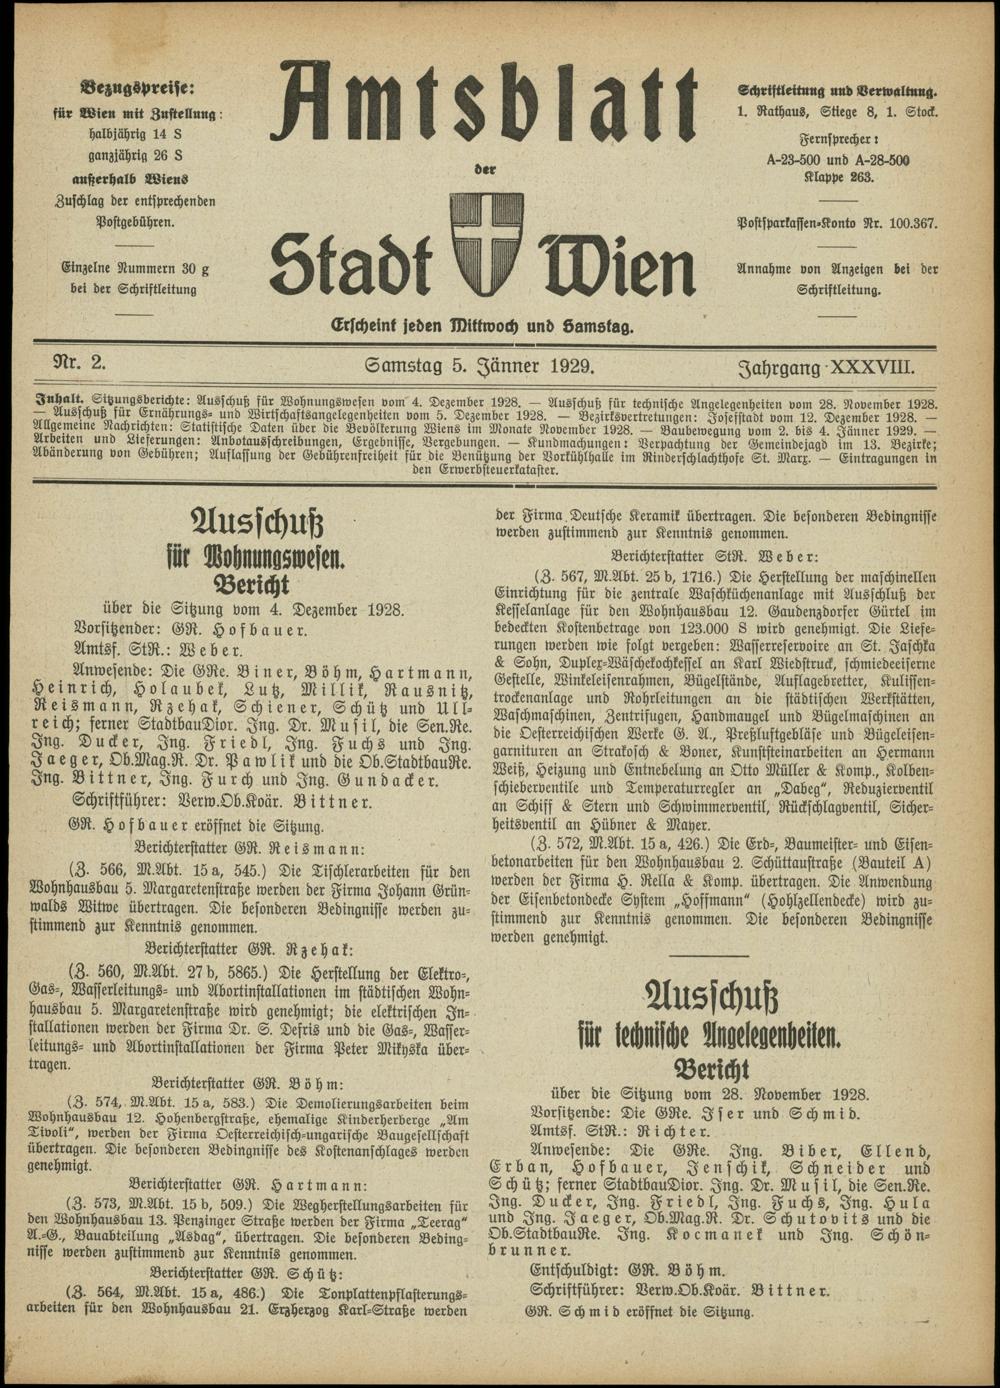 Bezugspreise:
für Wien mit Zustellung:
halbjährig 14 S
ganzjährig 26 S
außerhalb Wiens
Zuschlag der entsprechenden
Postgebühren.
Einzelne Nummern 30 g
bei der Schriftleitung
Amtsblatt
der
Stadt Wien
Erscheint jeden Mittwoch und Samstag.
Schriftleitung und Verwaltung.
1. Rathaus, Stiege 8, 1. Stock.
Fernsprecher:
A-23-500 und A-28-500
Klappe 263.
Postsparkassen-Konto Nr. 100.367.
Annahme von Anzeigen bei der
Schriftleitung.
Nr. 2.
Samstag 5. Jänner 1929.
Jahrgang XXXVIII.
Inhalt. Sitzungsberichte: Ausschuß für Wohnungswesen vom 4. Dezember 1928. — Ausschuß für technische Angelegenheiten vom 28. November 1928.
— Ausschuß für Ernährungs- und Wirtschaftsangelegenheiten vom 5. Dezember 1928. — Bezirksvertretungen: Josefstadt vom 12. Dezember 1928. —
Allgemeine Nachrichten: Statistische Daten über die Bevölkerung Wiens im Monate November 1928. — Baubewegung vom 2. bis 4. Jänner 1929. —
Arbeiten und Lieferungen: Anbotausschreibungen, Ergebnisse, Vergebungen. — Kundmachungen: Verpachtung der Gemeindejagd im 13. Bezirke;
Abänderung von Gebühren; Auflassung der Gebührenfreiheit für die Benützung der Vorkühlhalle im Rinderschlachthofe St. Marx. — Eintragungen in
den Erwerbsteuerkataster.
Ausschuß
für Wohnungswesen.
Bericht
über die Sitzung vom 4. Dezember 1928.
Vorsitzender: GR. Hofbauer.
Amtsf. StR.: Weber.
Anwesende: Die GRe. Biner, Böhm, Hartmann,
Heinrich, Holaubek, Lutz, Millik, Rausnitz,
Reismann, Rzehak, Schiener, Schütz und Ull-
reich; ferner StadtbauDior. Ing. Dr. Musil, die Sen.Re.
Ing. Ducker, Ing. Friedl, Ing. Fuchs und Ing.
Jaeger, Ob.Mag.R. Dr. Pawlik und die Ob.StadtbauRe.
Ing. Bittner, Ing. Furch und Ing. Gundacker.
Schriftführer: Verw.Ob.Koär. Bittner.
GR. Hofbauer eröffnet die Sitzung.
Berichterstatter GR. Reismann:
(Z. 566, M.Abt. 15 a, 545.) Die Tischlerarbeiten für den
Wohnhausbau 5. Margaretenstraße werden der Firma Johann Grün-
walds Witwe übertragen. Die besonderen Bedingnisse werden zu-
stimmend zur Kenntnis genommen.
Berichterstatter GR. Rzehak:
(Z. 560, M.Abt. 27 b, 5865.) Die Herstellung der Elektro-,
Gas-, Wasserleitungs- und Abortinstallationen im städtischen Wohn-
hausbau 5. Margaretenstraße wird genehmigt; die elektrischen In-
stallationen werden der Firma Dr. S. Defris und die Gas-, Wasser-
leitungs- und Abortinstallationen der Firma Peter Mikyska über-
tragen.
Berichterstatter GR. Böhm:
(Z. 574, M.Abt. 15 a, 583.) Die Demolierungsarbeiten beim
Wohnhausbau 12. Hohenbergstraße, ehemalige Kinderherberge „Am
Tivoli“, werden der Firma Oesterreichisch-ungarische Baugesellschaft
übertragen. Die besonderen Bedingnisse des Kostenanschlages werden
genehmigt.
Berichterstatter GR. Hartmann:
(Z. 573, M.Abt. 15 b, 509.) Die Wegherstellungsarbeiten für
den Wohnhausbau 13. Penzinger Straße werden der Firma „Teerag“
A.-G., Bauabteilung „Asdag“, übertragen. Die besonderen Beding-
nisse werden zustimmend zur Kenntnis genommen.
Berichterstatter GR. Schütz:
(Z. 564, M.Abt. 15 a, 486.) Die Tonplattenpflasterungs-
arbeiten für den Wohnhausbau 21. Erzherzog Karl-Straße werden
der Firma Deutsche Keramik übertragen. Die besonderen Bedingnisse
werden zustimmend zur Kenntnis genommen.
Berichterstatter StR. Weber:
(Z. 567, M.Abt. 25 b, 1716.) Die Herstellung der maschinellen
Einrichtung für die zentrale Waschküchenanlage mit Ausschluß der
Kesselanlage für den Wohnhausbau 12. Gaudenzdorfer Gürtel im
bedeckten Kostenbetrage von 123.000 S wird genehmigt. Die Liefe-
rungen werden wie folgt vergeben: Wasserreservoire an St. Jaschka
& Sohn, Duplex-Wäschekochkessel an Karl Wiedstruck, schmiedeeiserne
Gestelle, Winkeleisenrahmen, Bügelstände, Auflagebretter, Kulissen-
trockenanlage und Rohrleitungen an die städtischen Werkstätten,
Waschmaschinen, Zentrifugen, Handmangel und Bügelmaschinen an
die Oesterreichischen Werke G. A., Preßluftgebläse und Bügeleisen-
garnituren an Strakosch & Boner, Kunststeinarbeiten an Hermann
Weiß, Heizung und Entnebelung an Otto Müller & Komp., Kolben-
schieberventile und Temperaturregler an „Dabeg“, Reduzierventil
an Schiff & Stern und Schwimmerventil, Rückschlagventil, Sicher-
heitsventil an Hübner & Mayer.
(Z. 572, M.Abt. 15 a, 426.) Die Erd-, Baumeister- und Eisen-
betonarbeiten für den Wohnhausbau 2. Schüttaustraße (Bauteil A)
werden der Firma H. Rella & Komp. übertragen. Die Anwendung
der Eisenbetondecke System „Hoffmann“ (Hohlzellendecke) wird zu-
stimmend zur Kenntnis genommen. Die besonderen Bedingnisse
werden genehmigt.
Ausschuß
für technische Angelegenheiten.
Bericht
über die Sitzung vom 28. November 1928.
Vorsitzende: Die GRe. Iser und Schmid.
Amtsf. StR.: Richter.
Anwesende: Die GRe. Ing. Biber, Ellend,
Erban, Hofbauer, Jenschik, Schneider und
Schütz; ferner StadtbauDior. Ing. Dr. Musil, die Sen.Re.
Ing. Ducker, Ing. Friedl, Ing. Fuchs, Ing. Hula
und Ing. Jaeger, Ob.Mag.R. Dr. Schutovits und die
Ob.StadtbauRe. Ing. Kocmanek und Ing. Schön-
brunner.
Entschuldigt: GR. Böhm.
Schriftführer: Verw.Ob.Koär. Bittner.
GR. Schmid eröffnet die Sitzung.